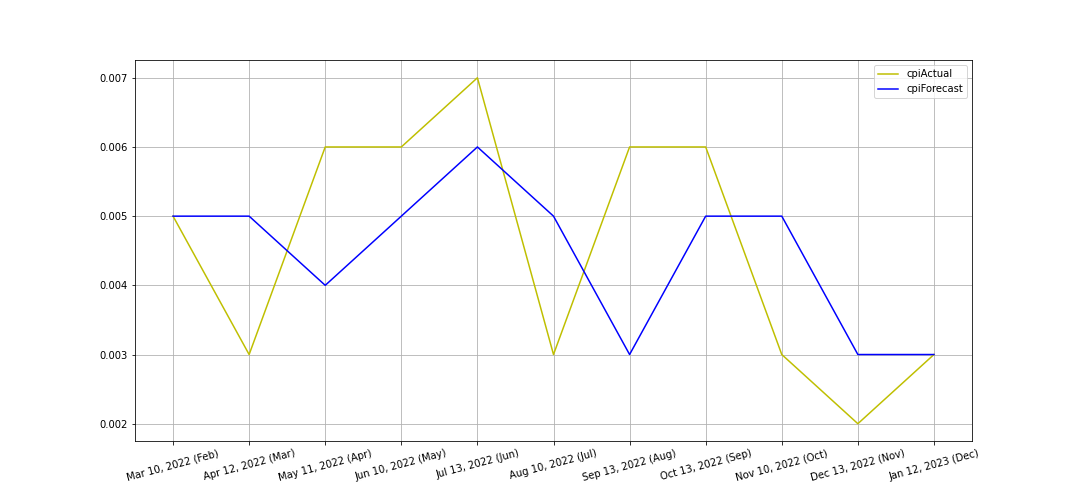 cpiActual
cpiForecast
0.007
0.006
0.005
0.004
0.003
0.002
Mar 10, 2022 (Feb)
Apr 12, 2022 (Mar)
May 11, 2022 (Apr)
Jun 10, 2022 (May)
Jul 13, 2022 (Jun)
Aug 10, 2022 (Jul)
Sep 13, 2022 (Aug)
Oct 13, 2022 (Sep)
Nov 10, 2022 (Oct)
Dec 13, 2022 (Nov)
Jan 12, 2023 (Dec)